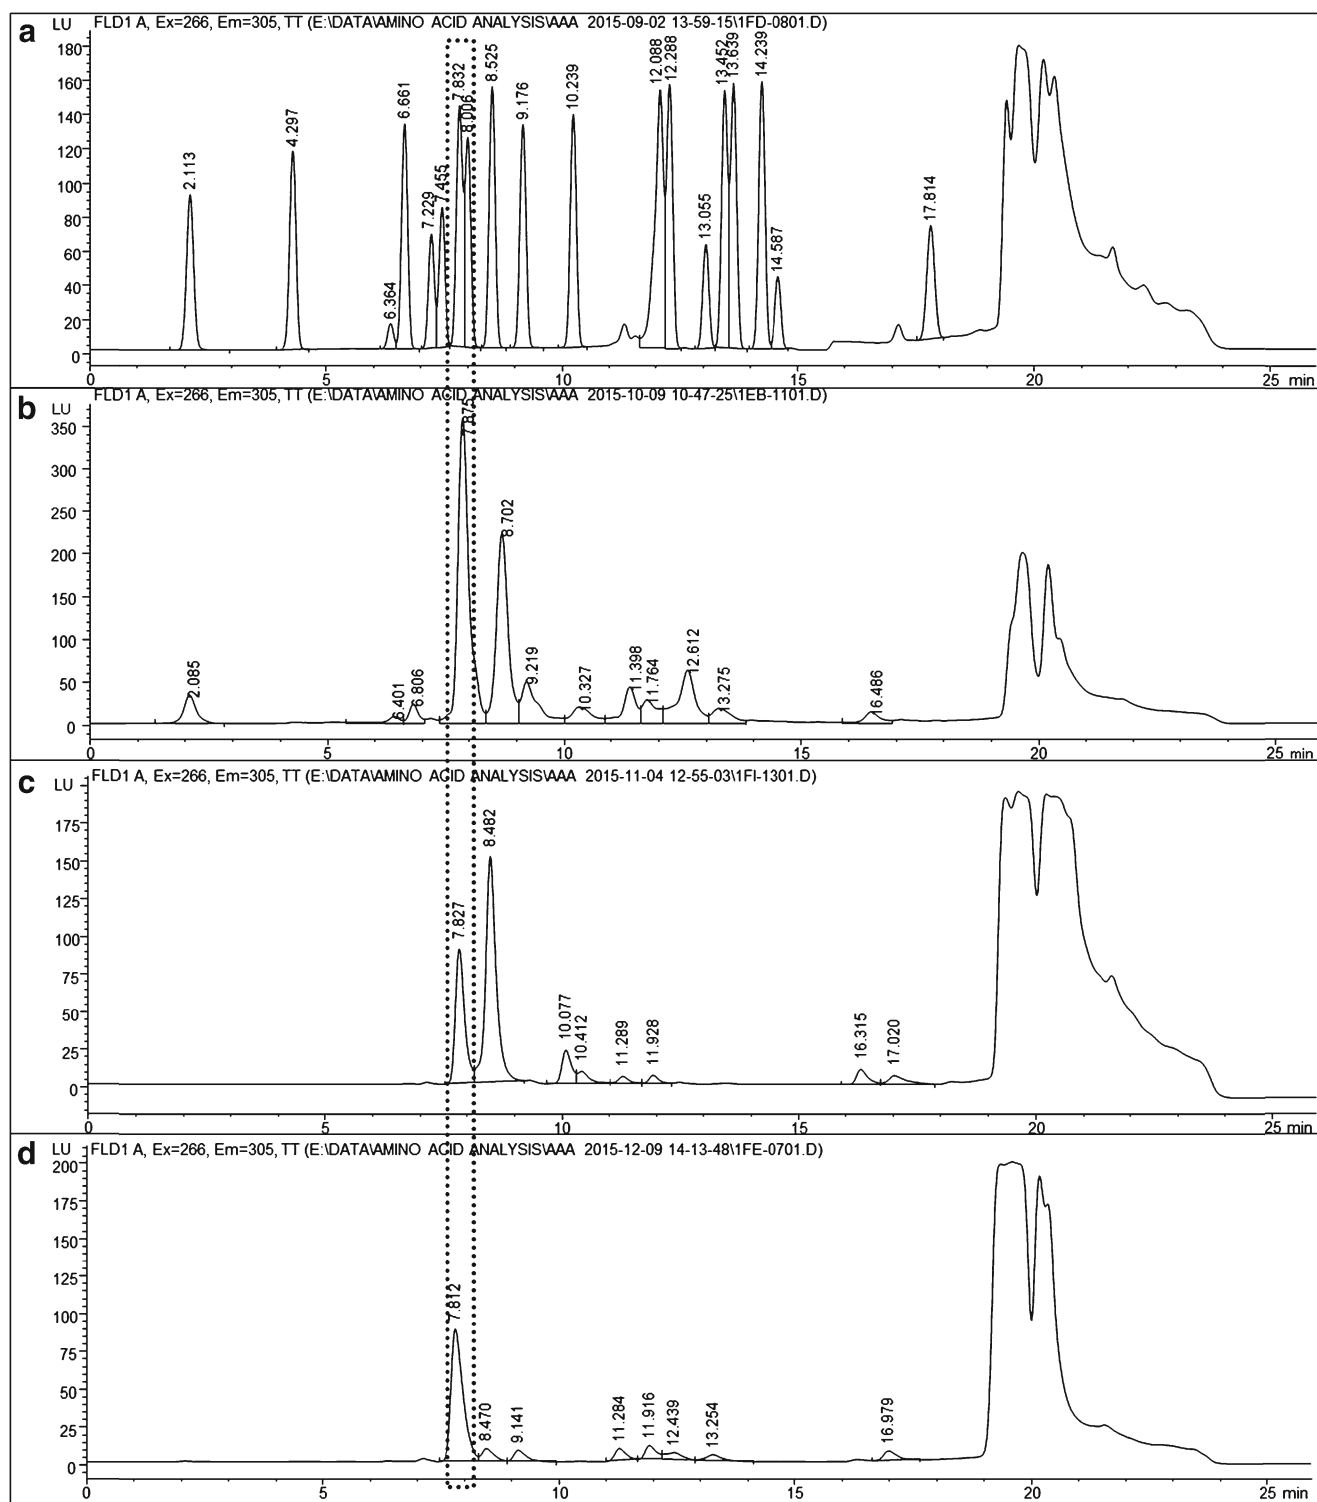 a LU FLD1 A, Ex=266, Em=305, TT (E:\DATA\AMINO ACID ANALYSIS\AAA 2015-09-02 13-59-15\1FD-0801.D)
180
160
140
120
100
80
60
40
20
0
2.113 4.297 6.364 6.661 7.229 7.455 7.832 8.006 8.525 9.176 10.239 12.088 12.288 13.055 13.452 13.639 14.239 14.587 17.814
0 5 10 15 20 25 min
b LU FLD1 A, Ex=266, Em=305, TT (E:\DATA\AMINO ACID ANALYSIS\AAA 2015-10-09 10-47-25\1EB-1101.D)
350
300
250
200
150
100
50
0
2.085 6.401 6.806 7.875 8.702 9.219 10.327 11.398 11.764 12.612 13.275 16.486
0 5 10 15 20 25 min
c LU FLD1 A, Ex=266, Em=305, TT (E:\DATA\AMINO ACID ANALYSIS\AAA 2015-11-04 12-55-03\1FI-1301.D)
175
150
125
100
75
50
25
0
7.827 8.482 10.077 10.412 11.289 11.928 16.315 17.020
0 5 10 15 20 25 min
d LU FLD1 A, Ex=266, Em=305, TT (E:\DATA\AMINO ACID ANALYSIS\AAA 2015-12-09 14-13-48\1FE-0701.D)
200
175
150
125
100
75
50
25
0
7.812 8.470 9.141 11.284 11.916 12.439 13.254 16.979
0 5 10 15 20 25 min